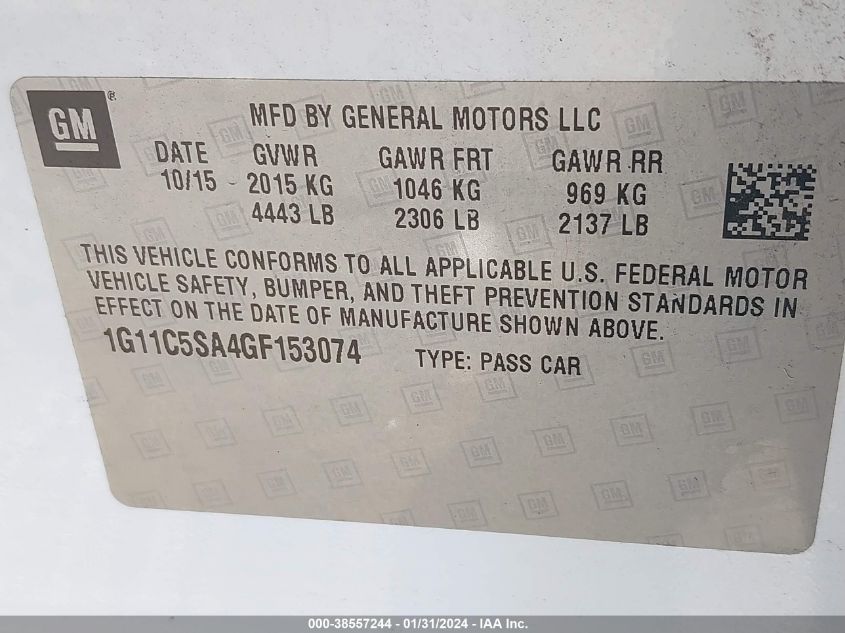 GM®
MFD BY GENERAL MOTORS LLC
DATE GVWR GAWR FRT GAWR RR
10/15 2015 KG 1046 KG 969 KG
4443 LB 2306 LB 2137 LB
THIS VEHICLE CONFORMS TO ALL APPLICABLE U.S. FEDERAL MOTOR
VEHICLE SAFETY, BUMPER, AND THEFT PREVENTION STANDARDS IN
EFFECT ON THE DATE OF MANUFACTURE SHOWN ABOVE.
1G11C5SA4GF153074 TYPE: PASS CAR
000-38557244 / 01/31/2024 - IAA Inc.